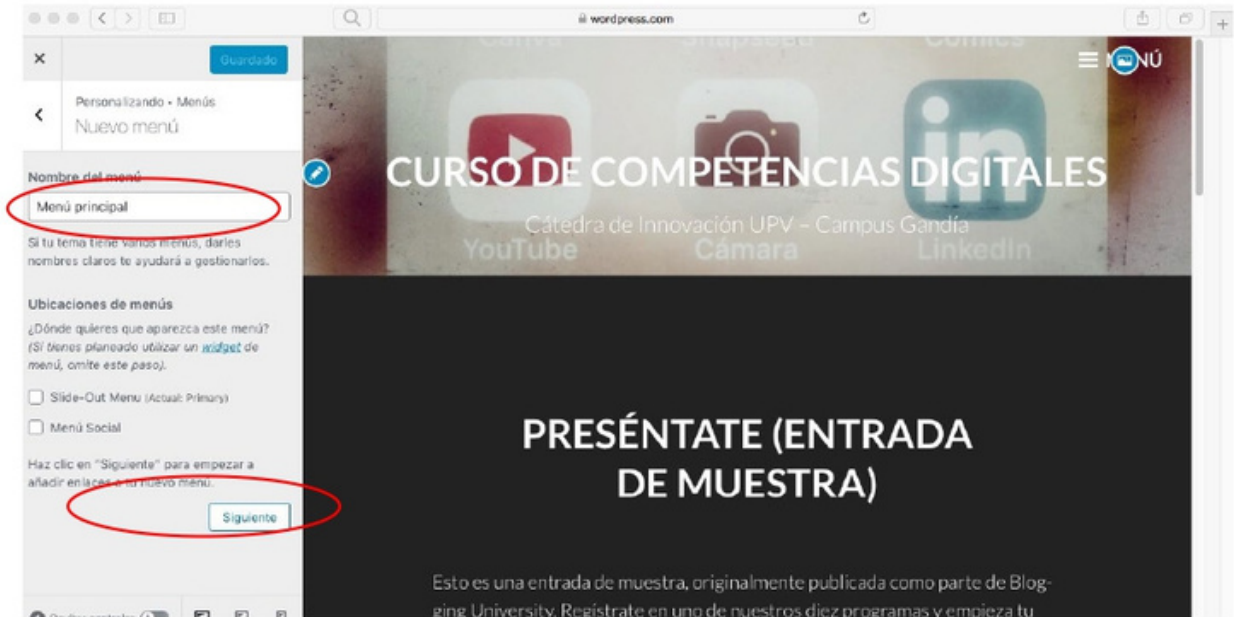 wordpress.com
Guardado
Personalizando • Menús
Nuevo menú
Nombre del menú
Menú principal
Si tu tema tiene varios menús, darles
nombres claros te ayudará a gestionarlos.
Ubicaciones de menús
¿Dónde quieres que aparezca este menú?
(Si tienes planeado utilizar un widget de
menú, omite este paso).
Slide-Out Menu (Actual: Primary)
Menú Social
Haz clic en "Siguiente" para empezar a
añadir enlaces a tu nuevo menú.
Siguiente
Canva Snapseed Comics
MENÚ
CURSO DE COMPETENCIAS DIGITALES
Cátedra de Innovación UPV – Campus Gandía
YouTube Cámara LinkedIn
PRESÉNTATE (ENTRADA
DE MUESTRA)
Esto es una entrada de muestra, originalmente publicada como parte de Blog-
ging University. Regístrate en uno de nuestros diez programas y empieza tu